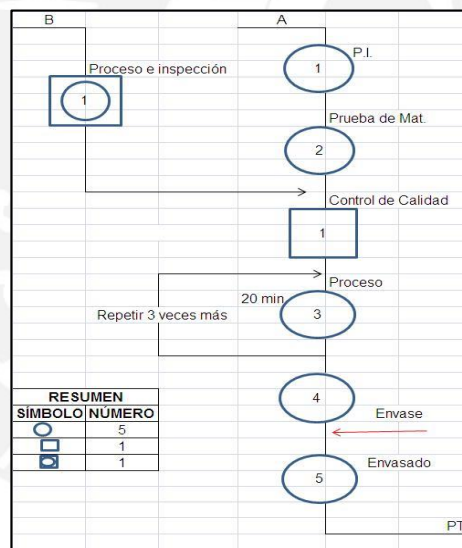 B
A
P.I.
Proceso e inspección
1
1
Prueba de Mat.
2
Control de Calidad
1
Proceso
20 min
Repetir 3 veces más
3
4
Envase
Envasado
5
PT
RESUMEN
SÍMBOLO NÚMERO
5
1
1